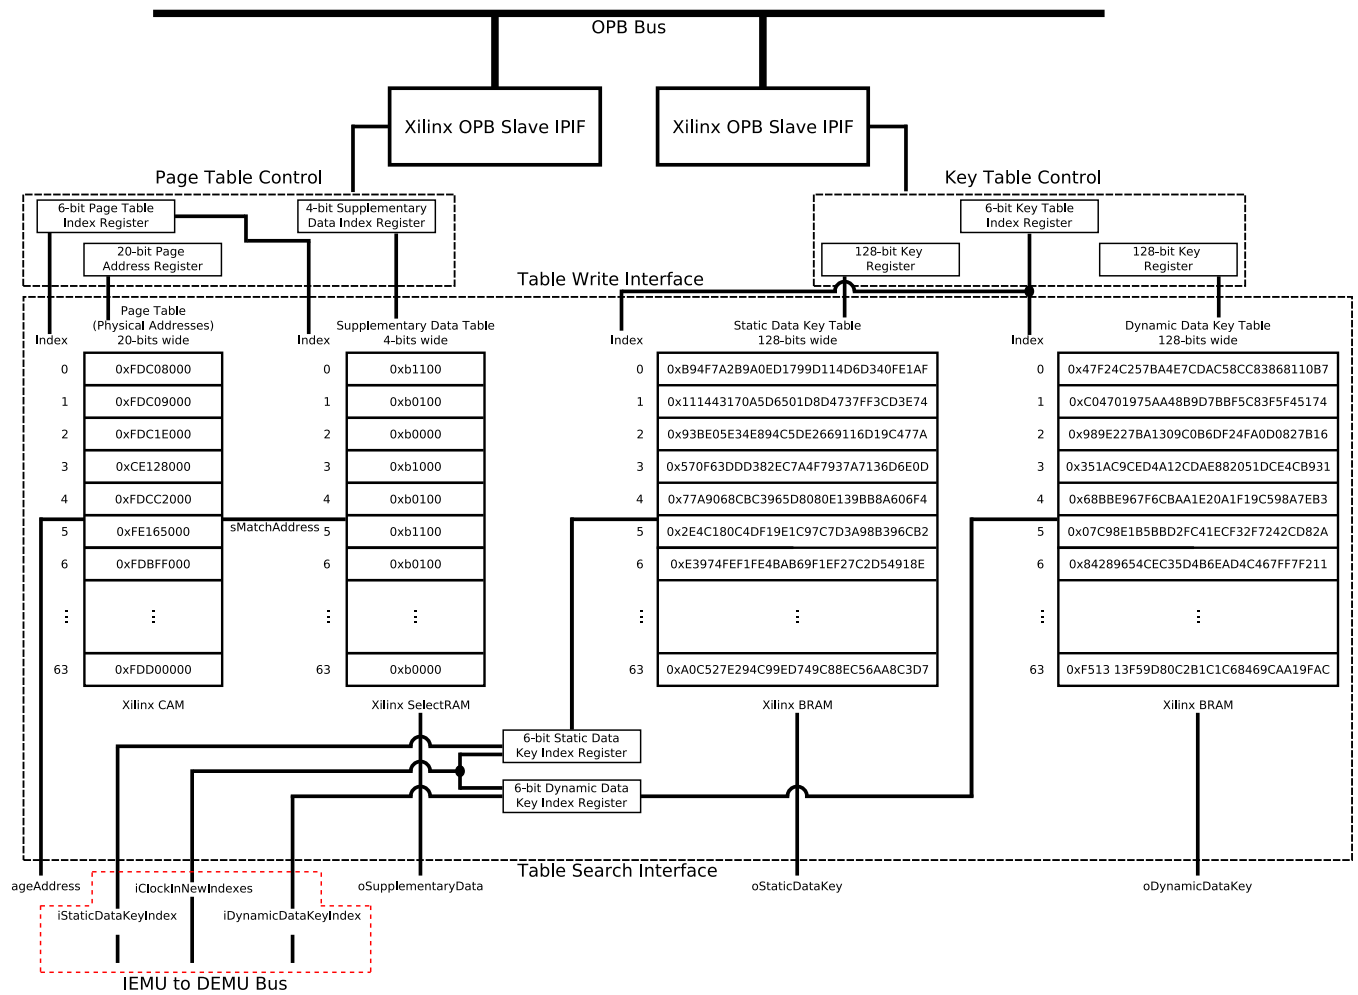 OPB Bus
Xilinx OPB Slave IPIF
Xilinx OPB Slave IPIF
Page Table Control
Key Table Control
6-bit Page Table
Index Register
4-bit Supplementary
Data Index Register
20-bit Page
Address Register
6-bit Key Table
Index Register
128-bit Key
Register
128-bit Key
Register
Table Write Interface
Page Table
(Physical Addresses)
20-bits wide
Index
Supplementary Data Table
4-bits wide
Index
Static Data Key Table
128-bits wide
Index
Dynamic Data Key Table
128-bits wide
Index
0 0xFDC08000 0 0xb1100 0 0xB94F7A2B9A0ED1799D114D6D340FE1AF 0 0x47F24C257BA4E7CDAC58CC83868110B7
1 0xFDC09000 1 0xb0100 1 0x111443170A5D6501D8D4737FF3CD3E74 1 0xC04701975AA48B9D7BBF5C83F5F45174
2 0xFDC1E000 2 0xb0000 2 0x93BE05E34E894C5DE2669116D19C477A 2 0x989E227BA1309C0B6DF24FA0D0827B16
3 0xCE128000 3 0xb1000 3 0x570F63DDD382EC7A4F7937A7136D6E0D 3 0x351AC9CED4A12CDAE882051DCE4CB931
4 0xFDCC2000 4 0xb0100 4 0x77A9068CBC3965D8080E139BB8A606F4 4 0x68BBE967F6CBAA1E20A1F19C598A7EB3
sMatchAddress
5 0xFE165000 5 0xb1100 5 0x2E4C180C4DF19E1C97C7D3A98B396CB2 5 0x07C98E1B5BBD2FC41ECF32F7242CD82A
6 0xFDBFF000 6 0xb0100 6 0xE3974FEF1FE4BAB69F1EF27C2D54918E 6 0x84289654CEC35D4B6EAD4C467FF7F211
⋮ ⋮ ⋮ ⋮ ⋮ ⋮ ⋮ ⋮
63 0xFDD00000 63 0xb0000 63 0xA0C527E294C99ED749C88EC56AA8C3D7 63 0xF513 13F59D80C2B1C1C68469CAA19FAC
Xilinx CAM
Xilinx SelectRAM
Xilinx BRAM
Xilinx BRAM
6-bit Static Data
Key Index Register
6-bit Dynamic Data
Key Index Register
Table Search Interface
ageAddress
iClockInNewIndexes
oSupplementaryData
oStaticDataKey
oDynamicDataKey
iStaticDataKeyIndex
iDynamicDataKeyIndex
IEMU to DEMU Bus